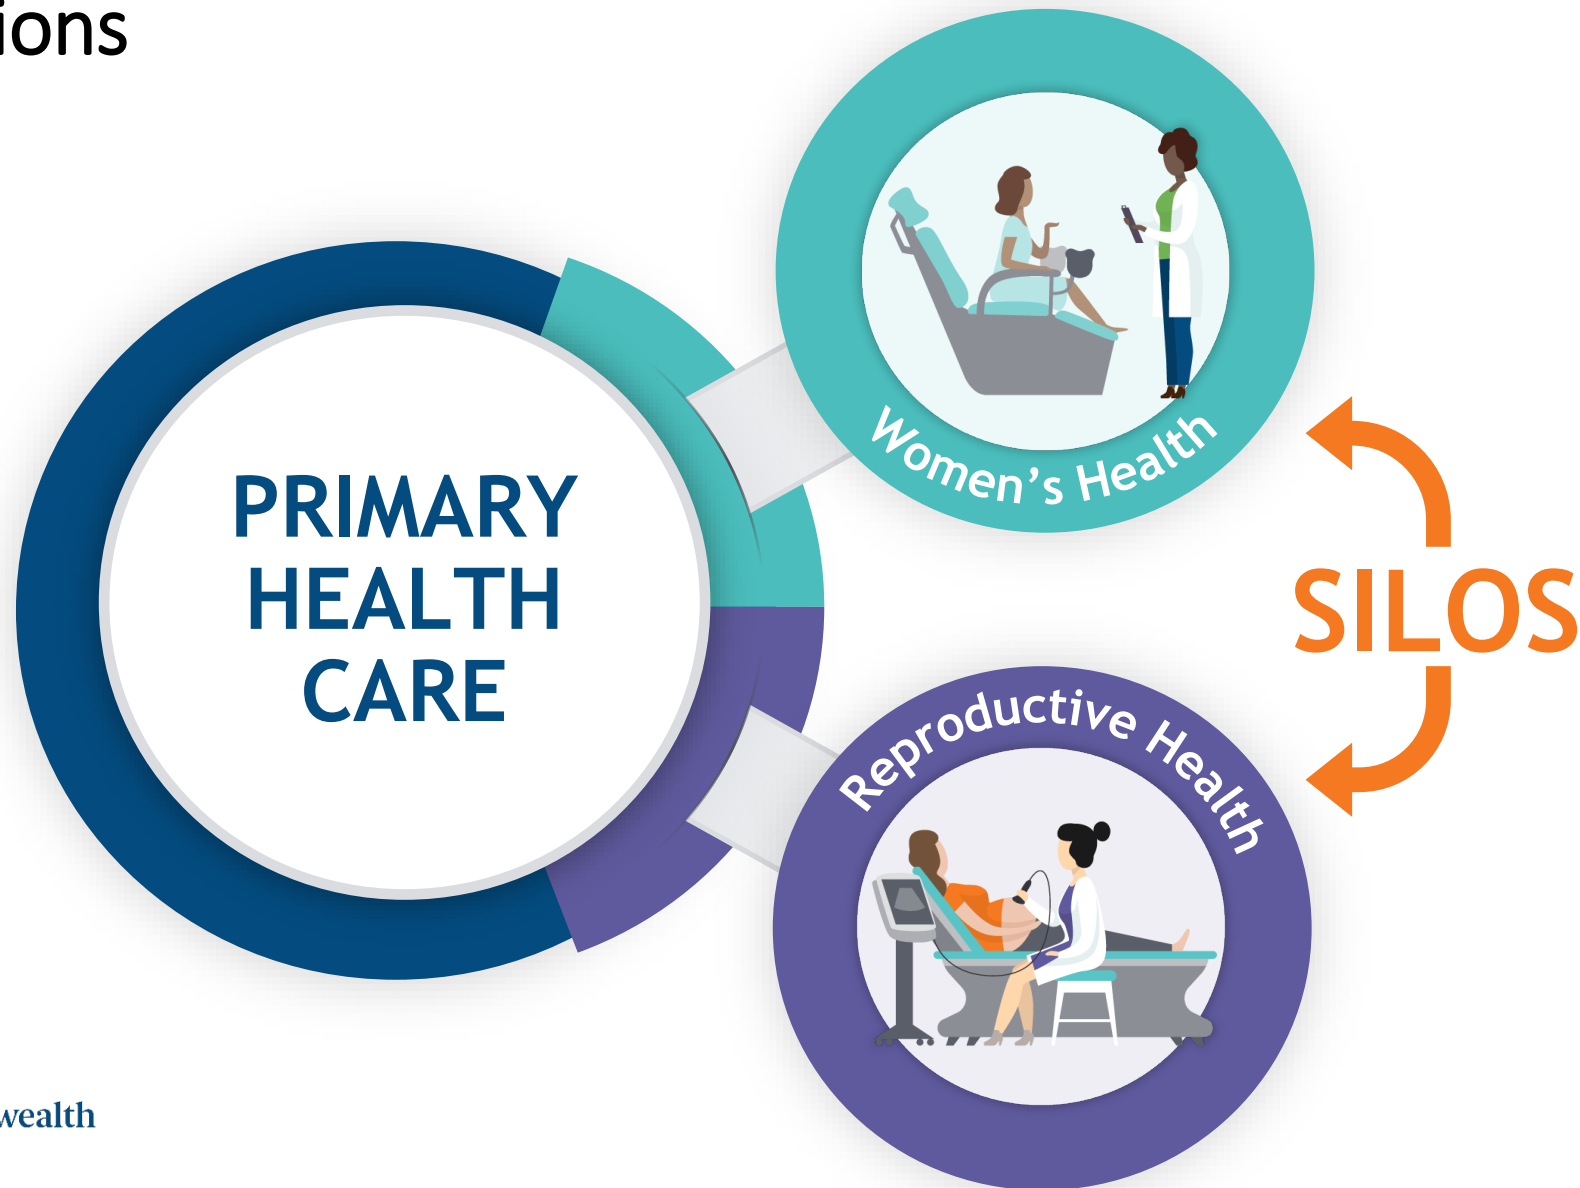 ions
PRIMARY
HEALTH
CARE
Women's Health
SILOS
Reproductive Health
wealth